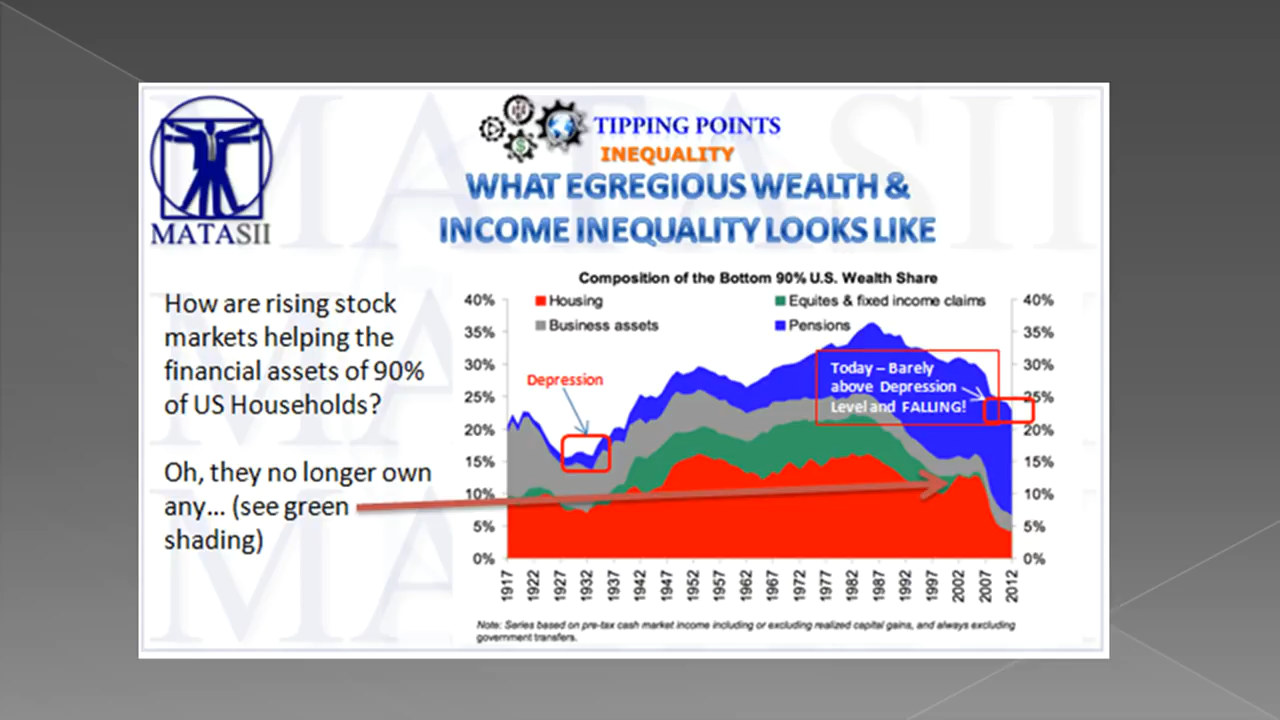 MATASII
TIPPING POINTS
INEQUALITY
WHAT EGREGIOUS WEALTH &
INCOME INEQUALITY LOOKS LIKE
How are rising stock
markets helping the
financial assets of 90%
of US Households?
Oh, they no longer own
any... (see green
shading)
Composition of the Bottom 90% U.S. Wealth Share
Housing
Equites & fixed income claims
Business assets
Pensions
40%
35%
30%
25%
20%
15%
10%
5%
0%
40%
35%
30%
25%
20%
15%
10%
5%
0%
Depression
Today – Barely
above Depression
Level and FALLING!
1917 1922 1927 1932 1937 1942 1947 1952 1957 1962 1967 1972 1977 1982 1987 1992 1997 2002 2007 2012
Note: Series based on pre-tax cash market income including or excluding realized capital gains, and always excluding
government transfers.